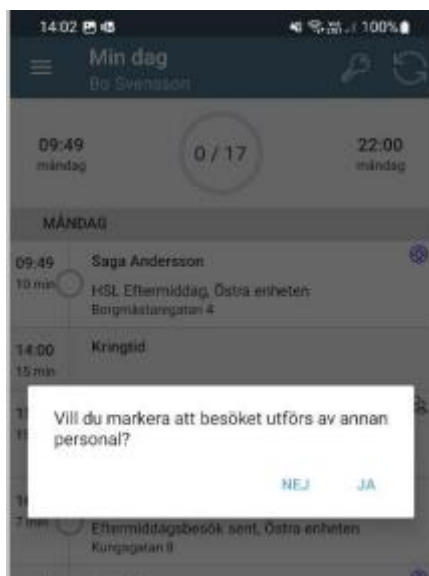 14:02
100%
Min dag
Bo Svensson
09:49
måndag
0 / 17
22:00
måndag
MÅNDAG
09:49
10 min
Saga Andersson
HSL Eftermiddag, Östra enheten
Borgmästaregatan 4
14:00
15 min
Kringtid
Vill du markera att besöket utförs av annan
personal?
NEJ JA
7 min
Eftermiddagsbesök sent, Östra enheten
Kungsgatan 8